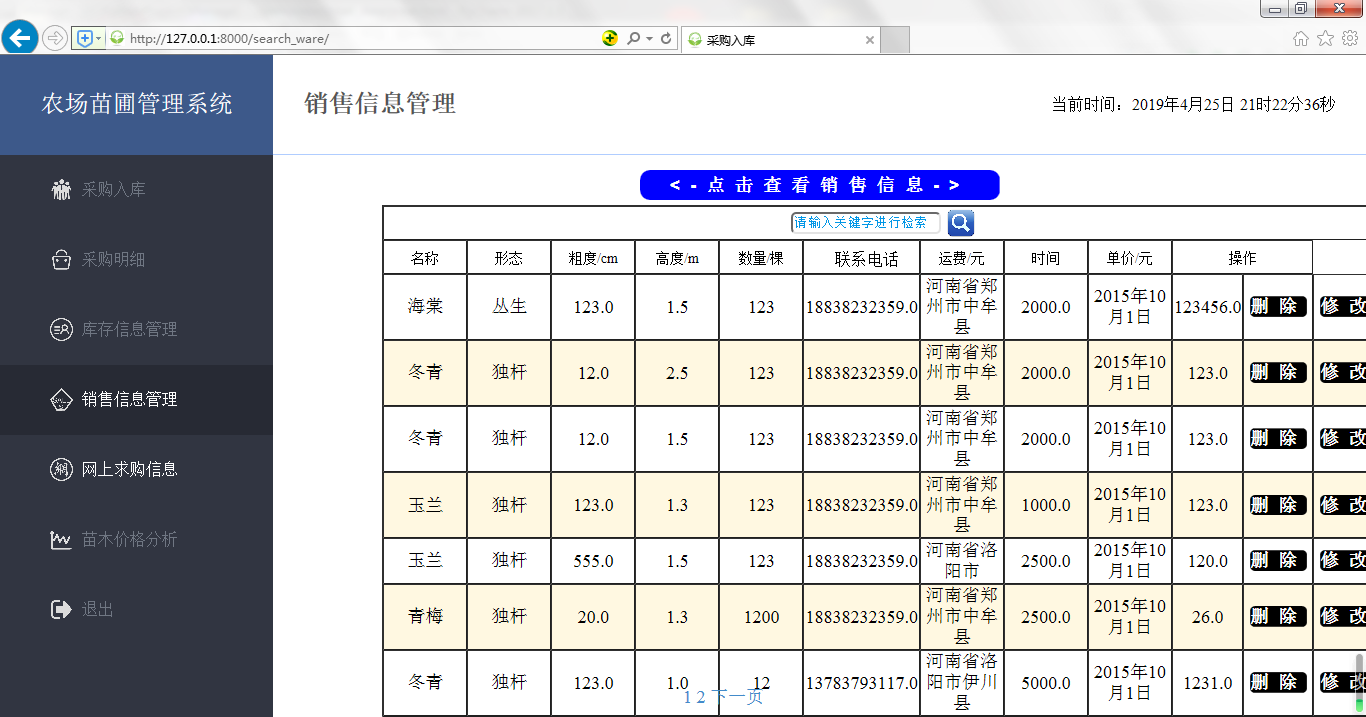 http://127.0.0.1:8000/search_ware/
采购入库
农场苗圃管理系统
销售信息管理
当前时间：2019年4月25日 21时22分36秒
采购入库
采购明细
库存信息管理
销售信息管理
网上求购信息
苗木价格分析
退出
<-点击查看销售信息->
请输入关键字进行检索
名称 形态 粗度/cm 高度/m 数量/棵 联系电话 运费/元 时间 单价/元 操作
海棠 丛生 123.0 1.5 123 18838232359.0 河南省郑州市中牟县 2000.0 2015年10月1日 123456.0 删 除 修 改
冬青 独杆 12.0 2.5 123 18838232359.0 河南省郑州市中牟县 2000.0 2015年10月1日 123.0 删 除 修 改
冬青 独杆 12.0 1.5 123 18838232359.0 河南省郑州市中牟县 2000.0 2015年10月1日 123.0 删 除 修 改
玉兰 独杆 123.0 1.3 123 18838232359.0 河南省郑州市中牟县 1000.0 2015年10月1日 123.0 删 除 修 改
玉兰 独杆 555.0 1.5 123 18838232359.0 河南省洛阳市 2500.0 2015年10月1日 120.0 删 除 修 改
青梅 独杆 20.0 1.3 1200 18838232359.0 河南省郑州市中牟县 2500.0 2015年10月1日 26.0 删 除 修 改
冬青 独杆 123.0 1.0 12 13783793117.0 河南省洛阳市伊川县 5000.0 2015年10月1日 1231.0 删 除 修 改
1 2 下一页